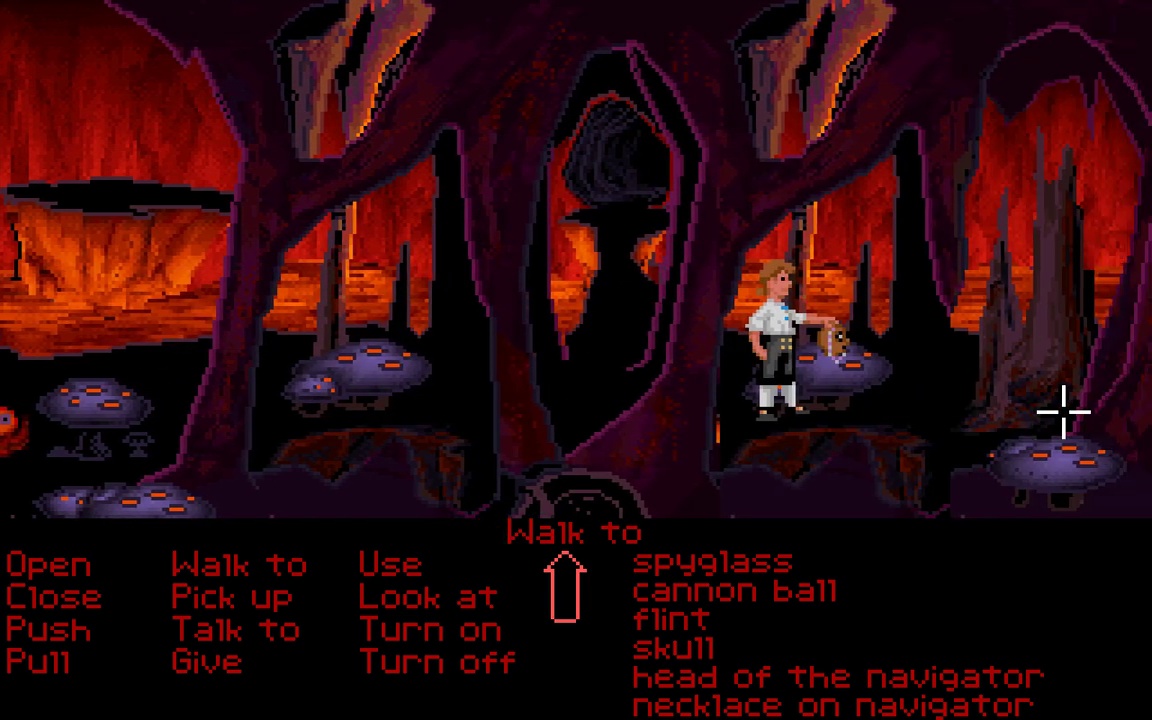 Walk to
Open Walk to Use
Close Pick up Look at
Push Talk to Turn on
Pull Give Turn off
spyglass
cannon ball
flint
skull
head of the navigator
necklace on navigator